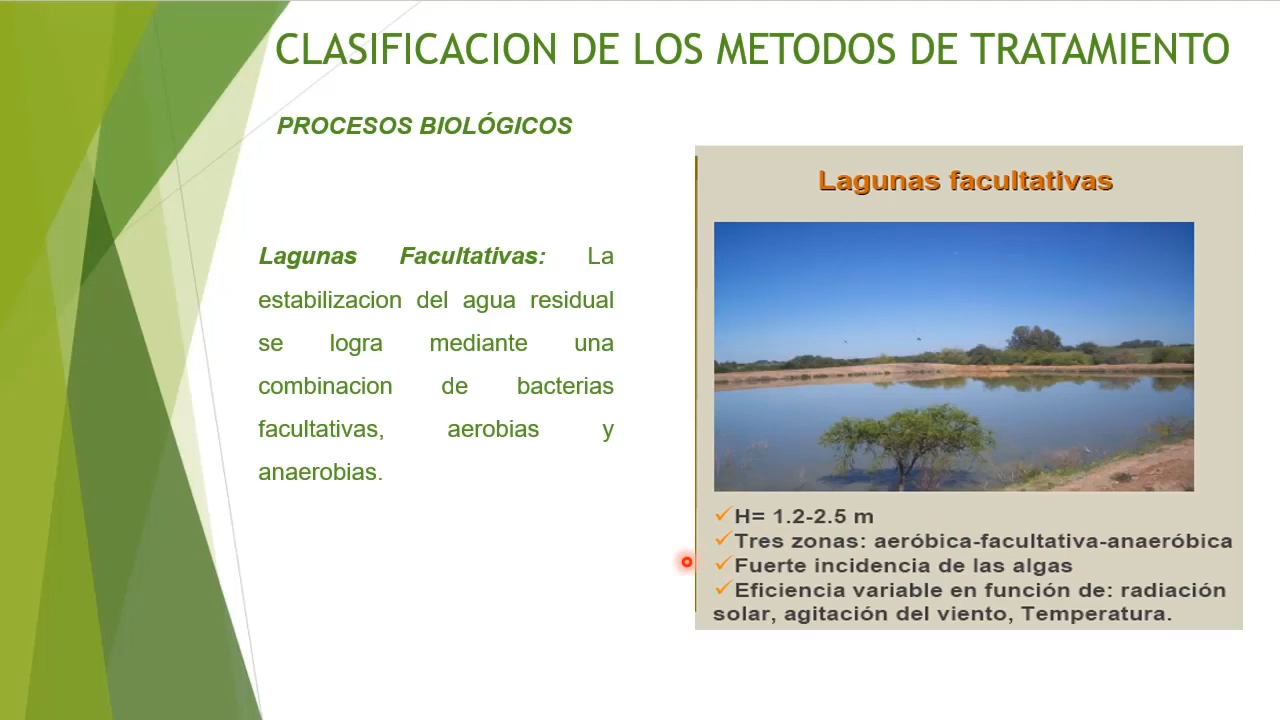 CLASIFICACION DE LOS METODOS DE TRATAMIENTO
PROCESOS BIOLÓGICOS
Lagunas Facultativas: La
estabilizacion del agua residual
se logra mediante una
combinacion de bacterias
facultativas, aerobias y
anaerobias.
Lagunas facultativas
H= 1.2-2.5 m
Tres zonas: aeróbica-facultativa-anaeróbica
Fuerte incidencia de las algas
Eficiencia variable en función de: radiación
solar, agitación del viento, Temperatura.